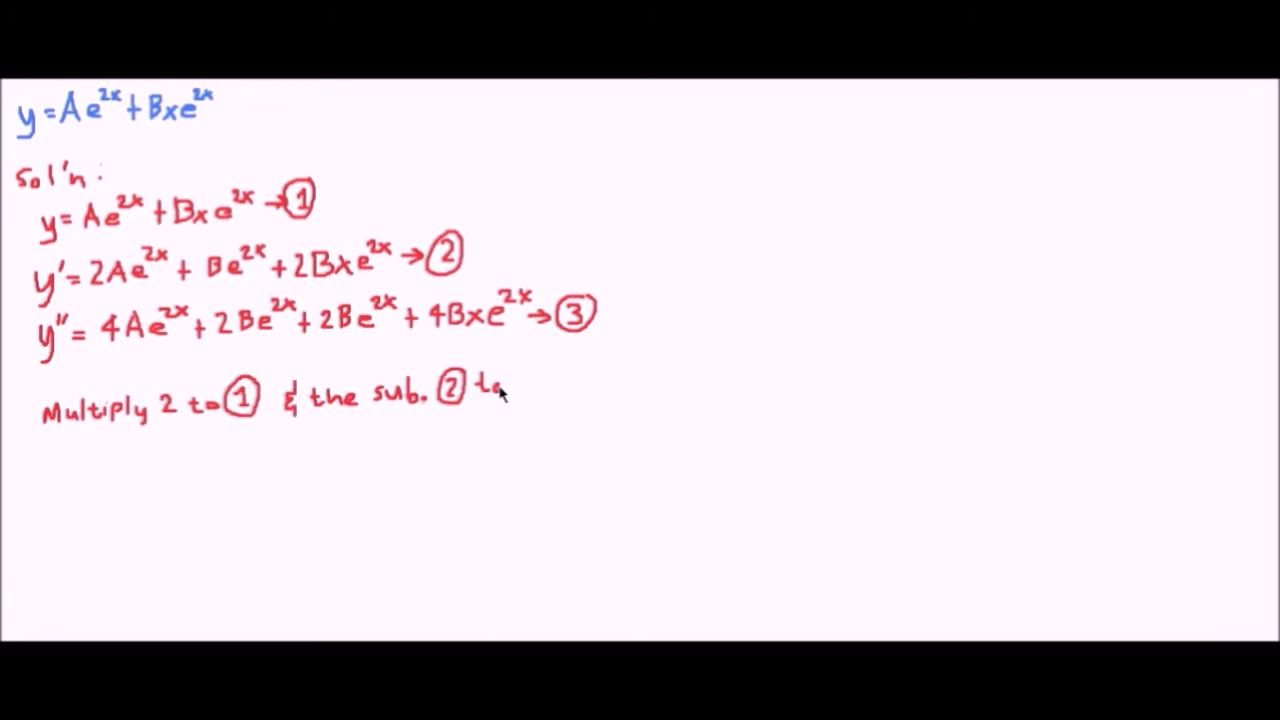 y=Ae^{2x}+Bxe^{2x}
Sol'n:
y=Ae^{2x}+Bxe^{2x}→①
y'=2Ae^{2x}+Be^{2x}+2Bxe^{2x}→②
y''=4Ae^{2x}+2Be^{2x}+2Be^{2x}+4Bxe^{2x}→③
Multiply 2 to ① & the sub. ② to